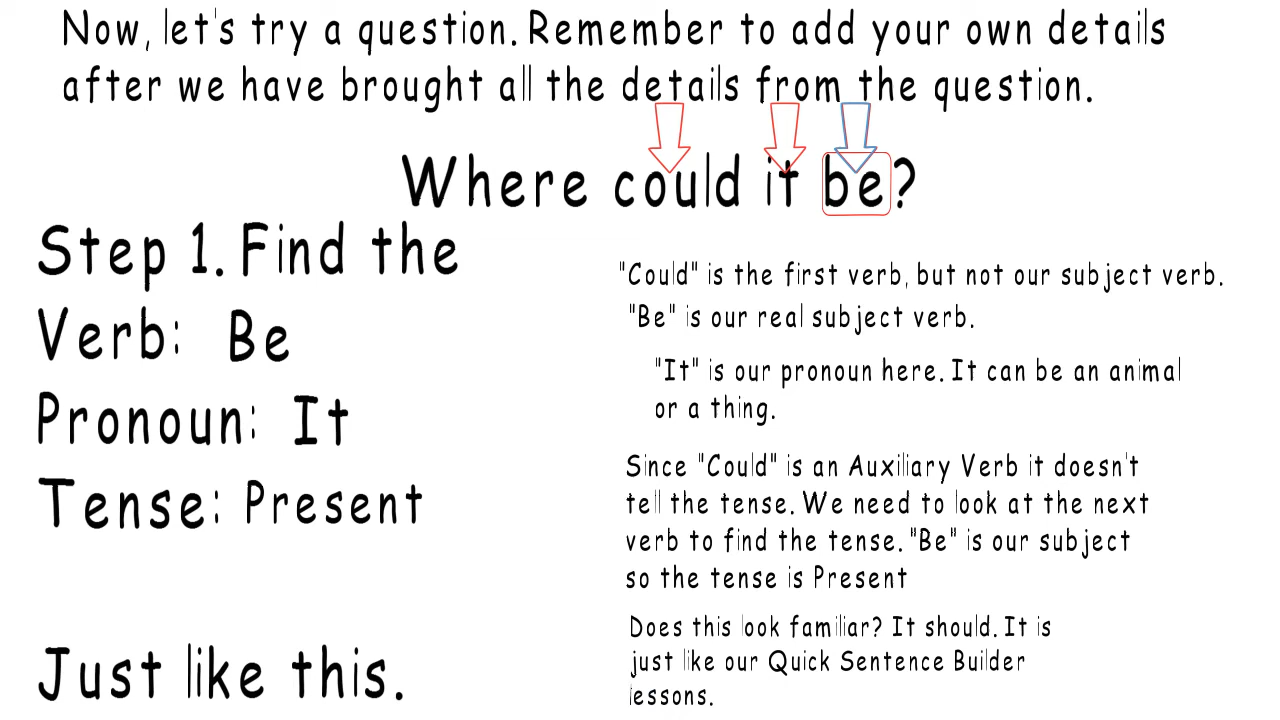 Now, let's try a question. Remember to add your own details
after we have brought all the details from the question.
Where could it be?
Step 1. Find the
Verb: Be
Pronoun: It
Tense: Present
Just like this.
"Could" is the first verb, but not our subject verb.
"Be" is our real subject verb.
"It" is our pronoun here. It can be an animal
or a thing.
Since "Could" is an Auxiliary Verb it doesn't
tell the tense. We need to look at the next
verb to find the tense. "Be" is our subject
so the tense is Present
Does this look familiar? It should. It is
just like our Quick Sentence Builder
lessons.